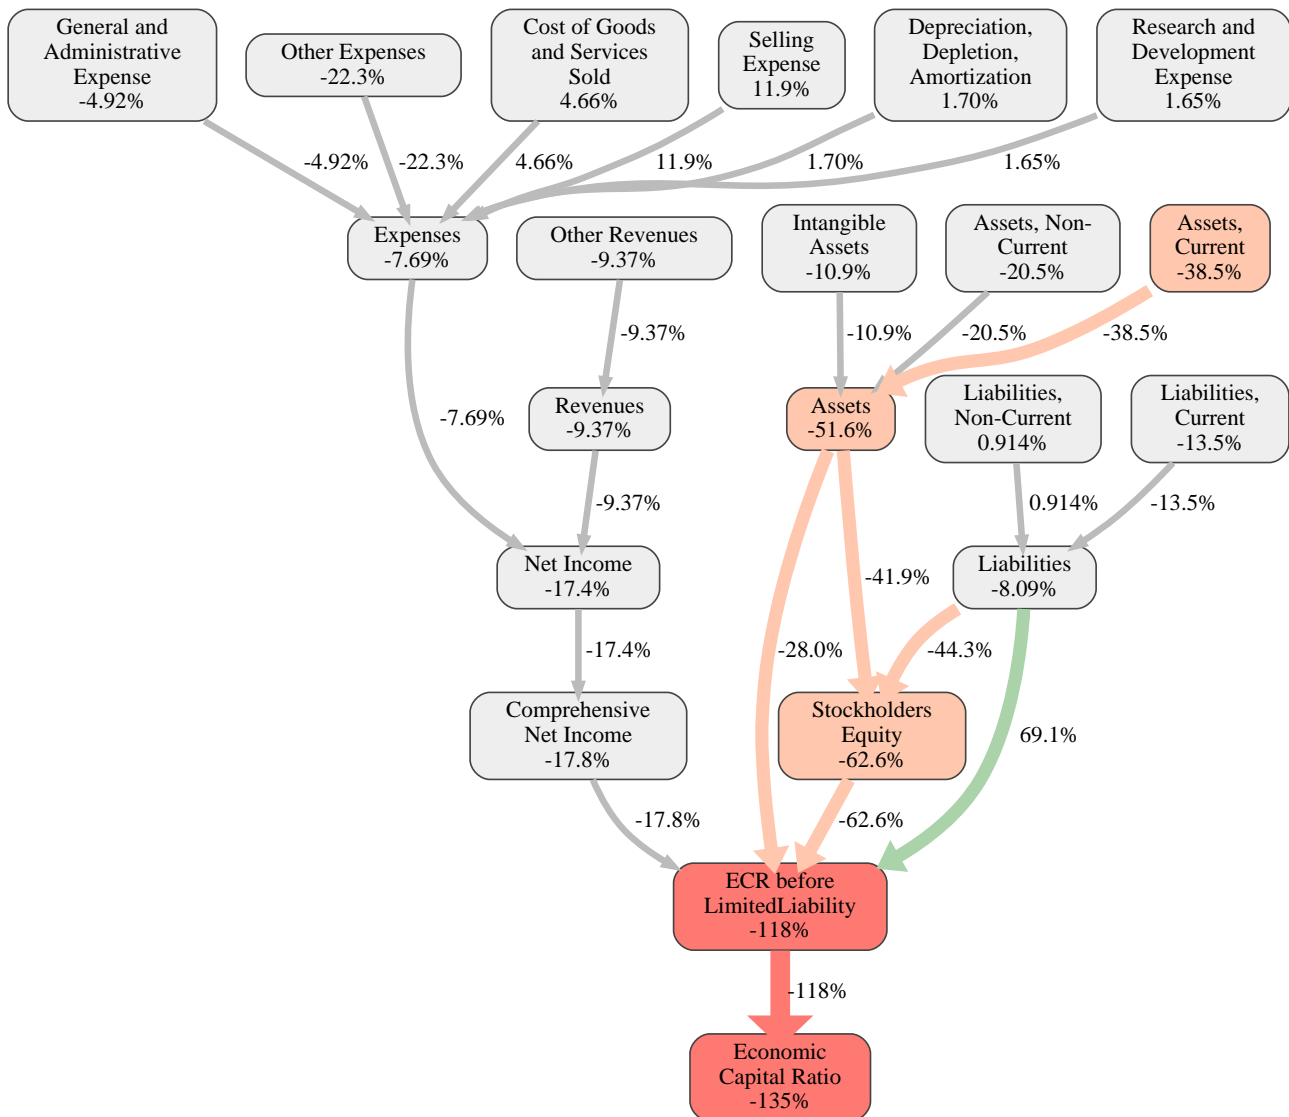 General and
Administrative
Expense
-4.92%
Other Expenses
-22.3%
Cost of Goods
and Services
Sold
4.66%
Selling
Expense
11.9%
Depreciation,
Depletion,
Amortization
1.70%
Research and
Development
Expense
1.65%
-4.92%
-22.3%
4.66%
11.9%
1.70%
1.65%
Expenses
-7.69%
Other Revenues
-9.37%
Intangible
Assets
-10.9%
Assets, Non-
Current
-20.5%
Assets,
Current
-38.5%
-9.37%
-10.9%
-20.5%
-38.5%
-7.69%
Revenues
-9.37%
Assets
-51.6%
Liabilities,
Non-Current
0.914%
Liabilities,
Current
-13.5%
-9.37%
0.914%
-13.5%
Net Income
-17.4%
-41.9%
Liabilities
-8.09%
-17.4%
-28.0%
-44.3%
Comprehensive
Net Income
-17.8%
Stockholders
Equity
-62.6%
69.1%
-17.8%
-62.6%
ECR before
LimitedLiability
-118%
-118%
Economic
Capital Ratio
-135%